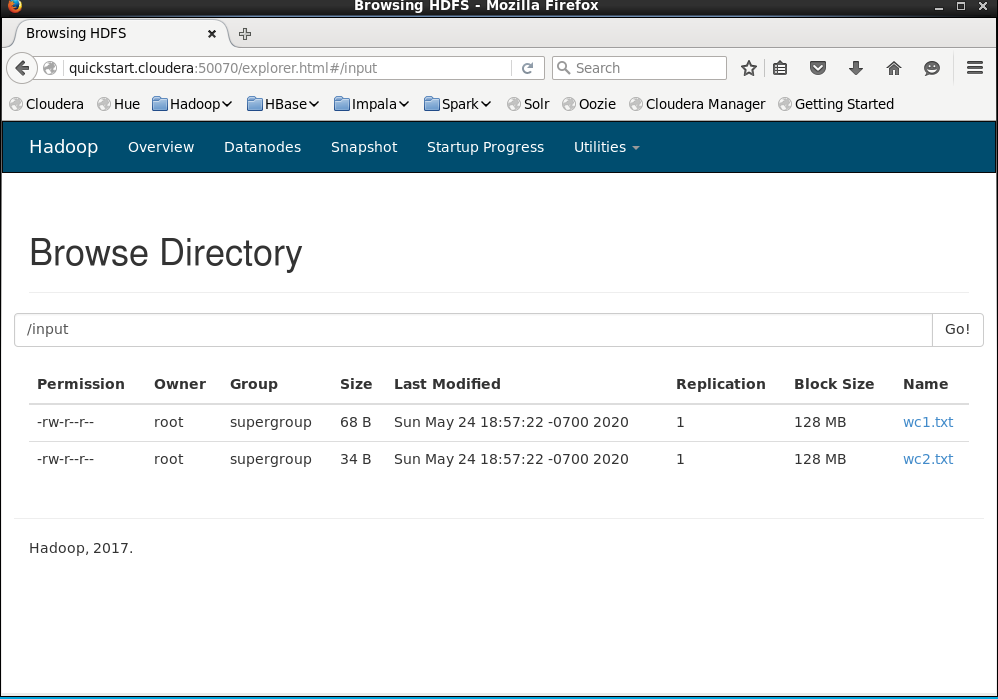 Browsing HDFS - Mozilla Firefox
Browsing HDFS
quickstart.cloudera:50070/explorer.html#/input
Search
Cloudera Hue Hadoop HBase Impala Spark Solr Oozie Cloudera Manager Getting Started
Hadoop Overview Datanodes Snapshot Startup Progress Utilities
Browse Directory
/input Go!
Permission Owner Group Size Last Modified Replication Block Size Name
-rw-r--r-- root supergroup 68 B Sun May 24 18:57:22 -0700 2020 1 128 MB wc1.txt
-rw-r--r-- root supergroup 34 B Sun May 24 18:57:22 -0700 2020 1 128 MB wc2.txt
Hadoop, 2017.